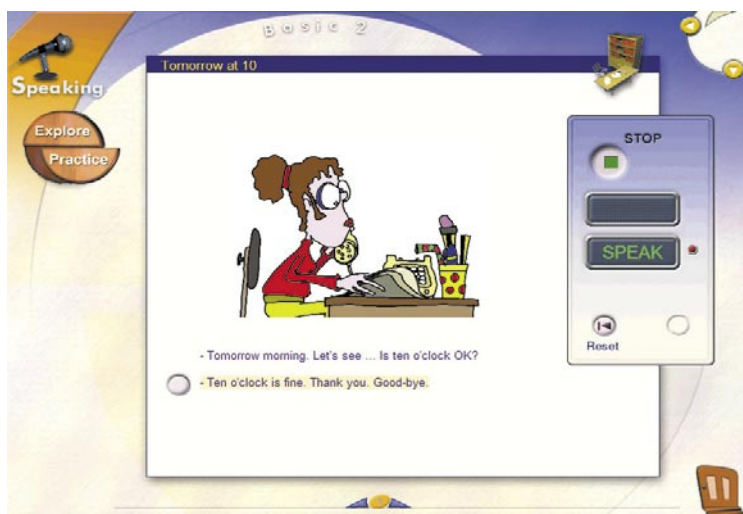 Basic 2
Tomorrow at 10
Speaking
Explore
Practice
STOP
SPEAK
Reset
- Tomorrow morning. Let's see ... Is ten o'clock OK?
- Ten o'clock is fine. Thank you. Good-bye.